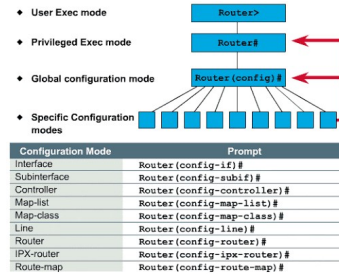 ◆ User Exec mode Router>
◆ Privileged Exec mode Router#
◆ Global configuration mode Router(config)#
◆ Specific Configuration
modes
Configuration Mode Prompt
Interface Router(config-if)#
Subinterface Router(config-subif)#
Controller Router(config-controller)#
Map-list Router(config-map-list)#
Map-class Router(config-map-class)#
Line Router(config-line)#
Router Router(config-router)#
IPX-router Router(config-ipx-router)#
Route-map Router(config-route-map)#